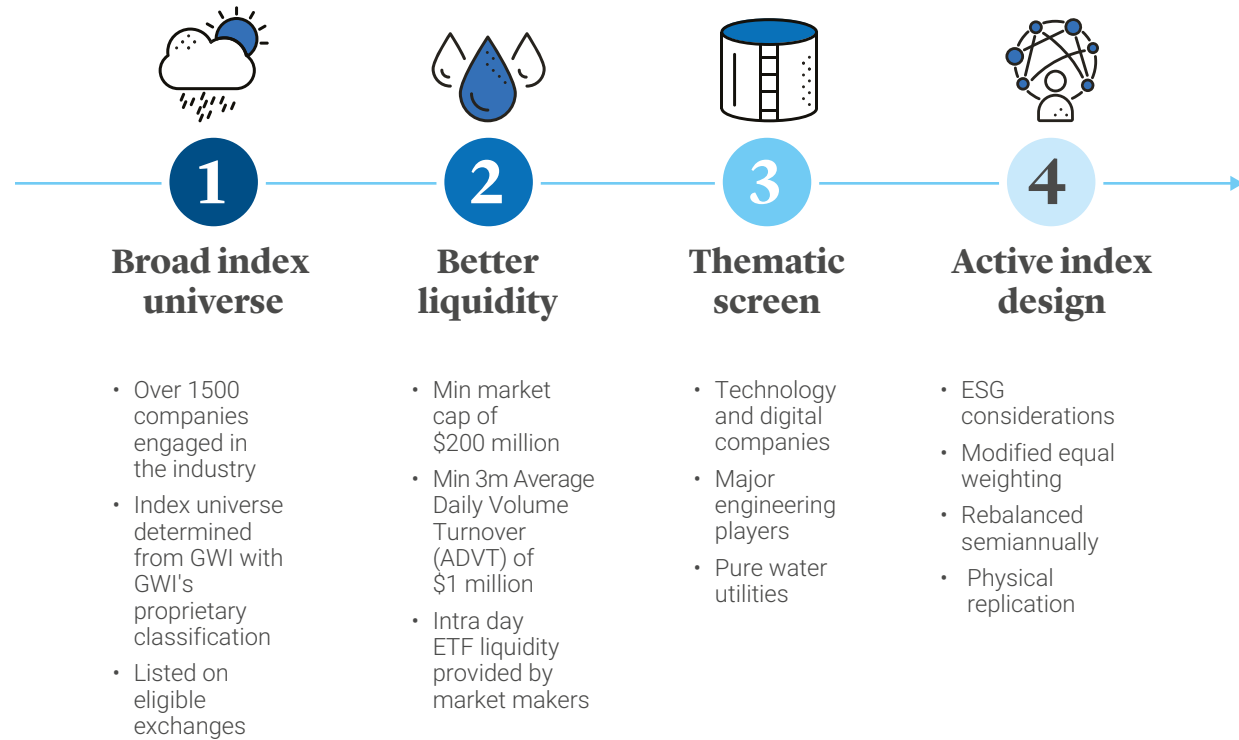 1
Broad index
universe
• Over 1500
companies
engaged in
the industry
• Index universe
determined
from GWI with
GWI's
proprietary
classification
• Listed on
eligible
exchanges
2
Better
liquidity
• Min market
cap of
$200 million
• Min 3m Average
Daily Volume
Turnover
(ADVT) of
$1 million
• Intra day
ETF liquidity
provided by
market makers
3
Thematic
screen
• Technology
and digital
companies
• Major
engineering
players
• Pure water
utilities
4
Active index
design
• ESG
considerations
• Modified equal
weighting
• Rebalanced
semiannually
• Physical
replication